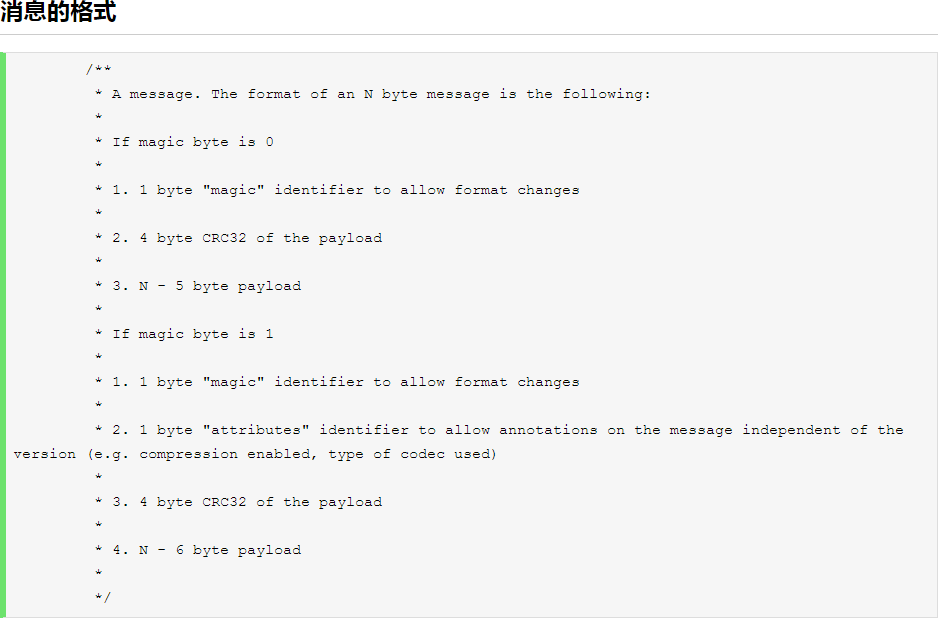 消息的格式
/**
* A message. The format of an N byte message is the following:
*
* If magic byte is 0
*
* 1. 1 byte "magic" identifier to allow format changes
*
* 2. 4 byte CRC32 of the payload
*
* 3. N - 5 byte payload
*
* If magic byte is 1
*
* 1. 1 byte "magic" identifier to allow format changes
*
* 2. 1 byte "attributes" identifier to allow annotations on the message independent of the
version (e.g. compression enabled, type of codec used)
*
* 3. 4 byte CRC32 of the payload
*
* 4. N - 6 byte payload
*
*/